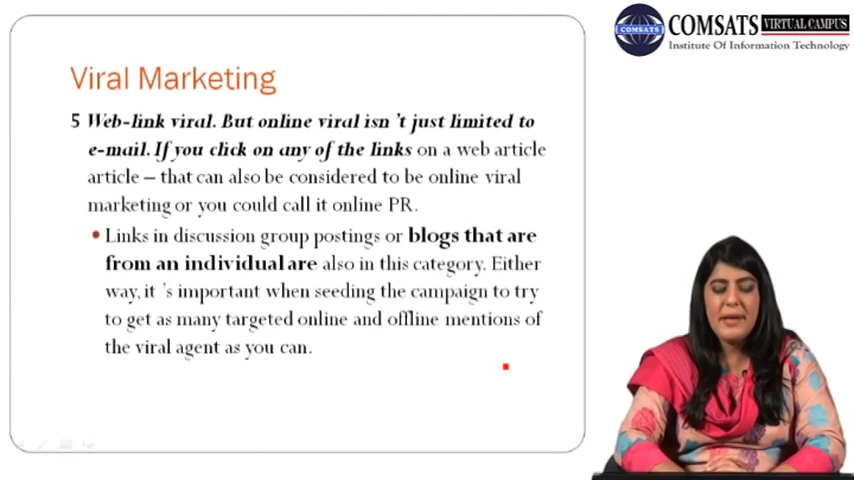 COMSATS VIRTUAL CAMPUS
COMSATS
Institute Of Information Technology
Viral Marketing
5 Web-link viral. But online viral isn 't just limited to
e-mail. If you click on any of the links on a web article
article – that can also be considered to be online viral
marketing or you could call it online PR.
• Links in discussion group postings or blogs that are
from an individual are also in this category. Either
way, it 's important when seeding the campaign to try
to get as many targeted online and offline mentions of
the viral agent as you can.